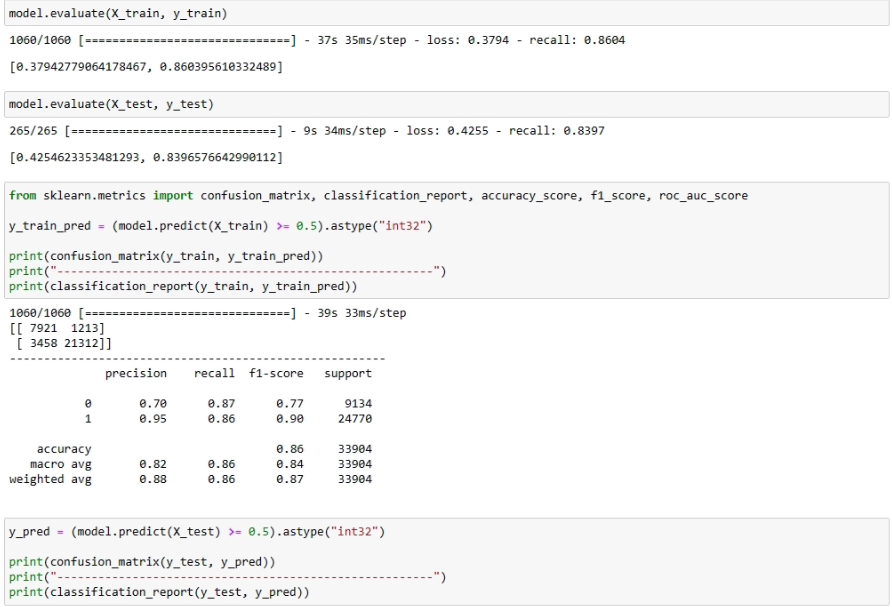 model.evaluate(X_train, y_train)
1060/1060 [==============================] - 37s 35ms/step - loss: 0.3794 - recall: 0.8604
[0.37942779064178467, 0.860395610332489]
model.evaluate(X_test, y_test)
265/265 [==============================] - 9s 34ms/step - loss: 0.4255 - recall: 0.8397
[0.4254623353481293, 0.8396576642990112]
from sklearn.metrics import confusion_matrix, classification_report, accuracy_score, f1_score, roc_auc_score
y_train_pred = (model.predict(X_train) >= 0.5).astype("int32")
print(confusion_matrix(y_train, y_train_pred))
print("-------------------------------------------------------")
print(classification_report(y_train, y_train_pred))
1060/1060 [==============================] - 39s 33ms/step
[[ 7921 1213]
[ 3458 21312]]
-------------------------------------------------------
precision recall f1-score support
0 0.70 0.87 0.77 9134
1 0.95 0.86 0.90 24770
accuracy 0.86 33904
macro avg 0.82 0.86 0.84 33904
weighted avg 0.88 0.86 0.87 33904
y_pred = (model.predict(X_test) >= 0.5).astype("int32")
print(confusion_matrix(y_test, y_pred))
print("-------------------------------------------------------")
print(classification_report(y_test, y_pred))